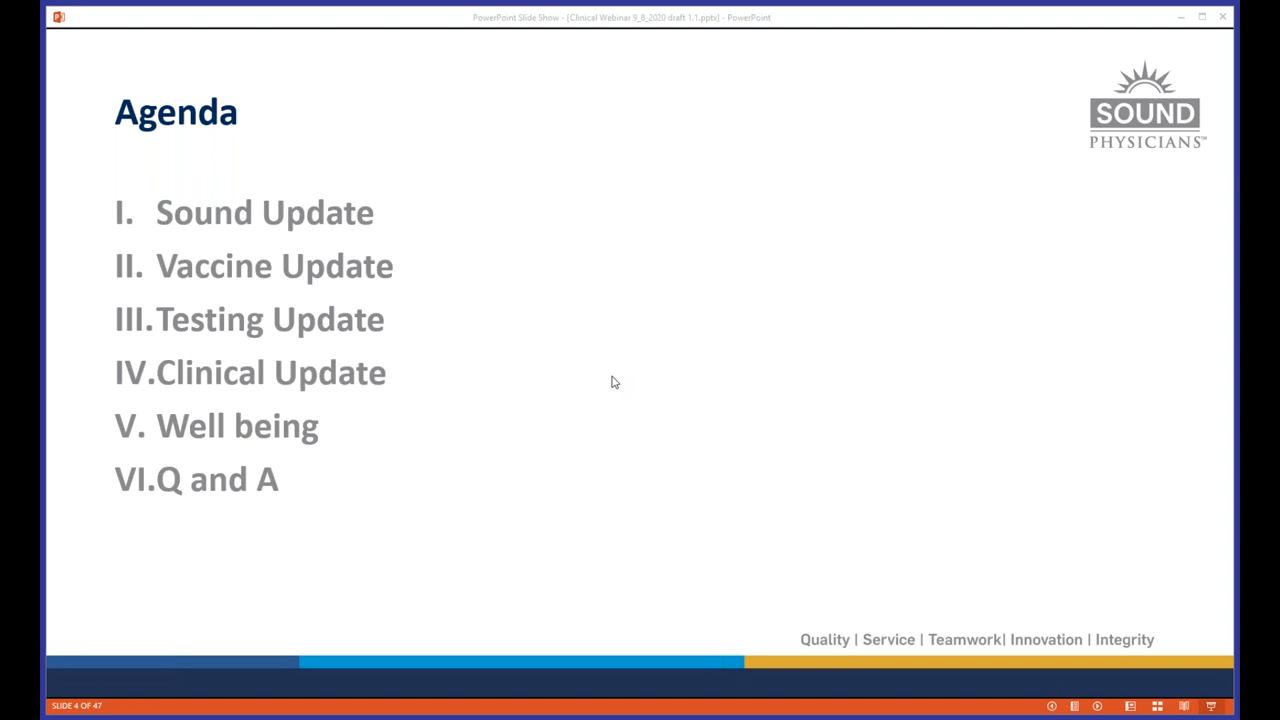 PowerPoint Slide Show - [Clinical Webinar 9_8_2020 draft 1.1.pptx] - PowerPoint
Agenda
SOUND
PHYSICIANS™
I. Sound Update
II. Vaccine Update
III. Testing Update
IV. Clinical Update
V. Well being
VI. Q and A
Quality | Service | Teamwork| Innovation | Integrity
SLIDE 4 OF 47